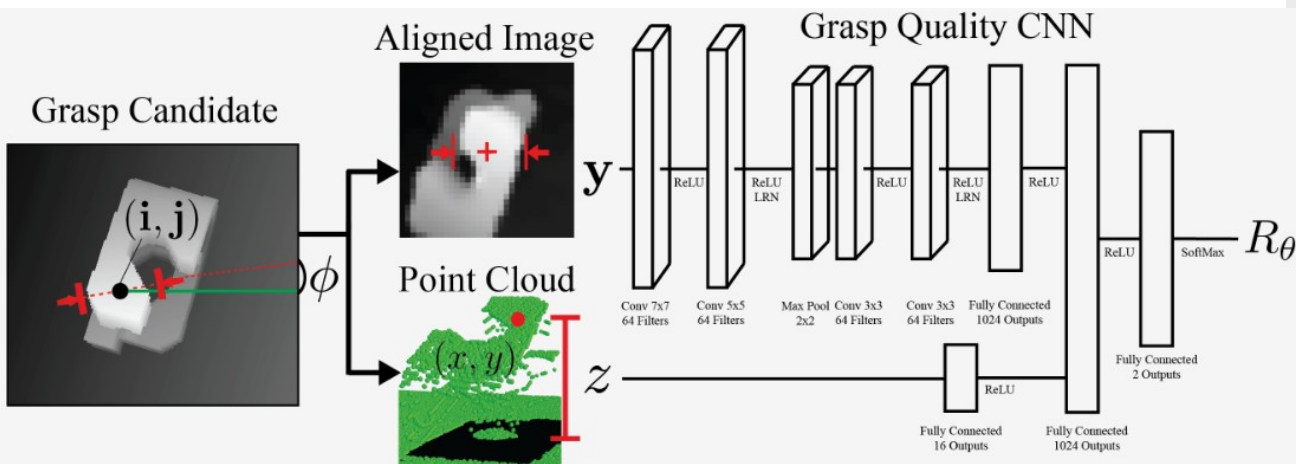 Grasp Candidate
(i, j)
ϕ
Aligned Image
Point Cloud
(x, y)
Grasp Quality CNN
y
ReLU
ReLU
LRN
ReLU
ReLU
LRN
ReLU
Conv 7x7
64 Filters
Conv 5x5
64 Filters
Max Pool
2x2
Conv 3x3
64 Filters
Conv 3x3
64 Filters
Fully Connected
1024 Outputs
z
ReLU
Fully Connected
16 Outputs
Fully Connected
1024 Outputs
ReLU
Fully Connected
2 Outputs
SoftMax
Rθ